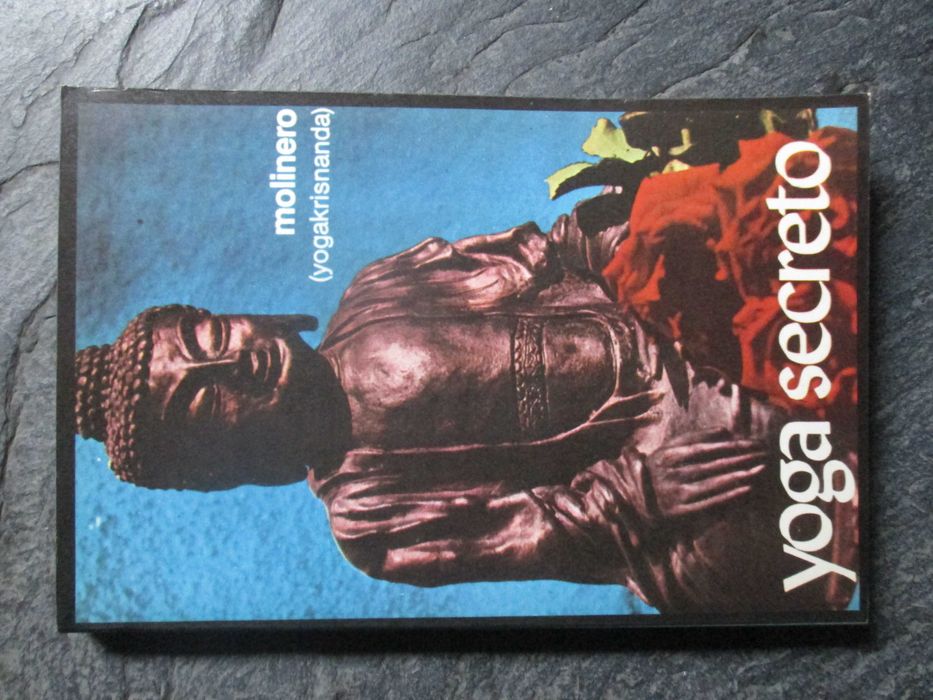 molinero
(yogakrisnanda)
yoga secreto